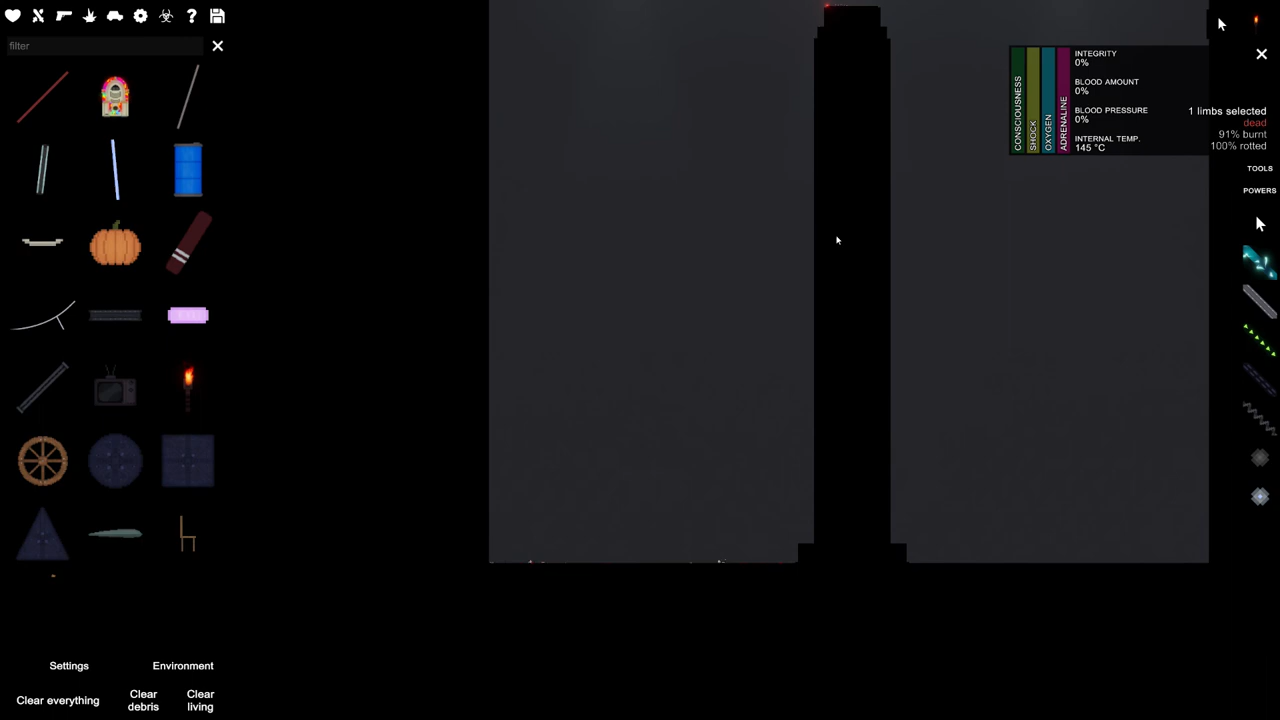 filter
INTEGRITY
0%
BLOOD AMOUNT
0%
BLOOD PRESSURE
0%
INTERNAL TEMP.
145 °C
CONSCIOUSNESS
SHOCK
OXYGEN
ADRENALINE
1 limbs selected
dead
91% burnt
100% rotted
TOOLS
POWERS
Settings
Environment
Clear everything
Clear
debris
Clear
living